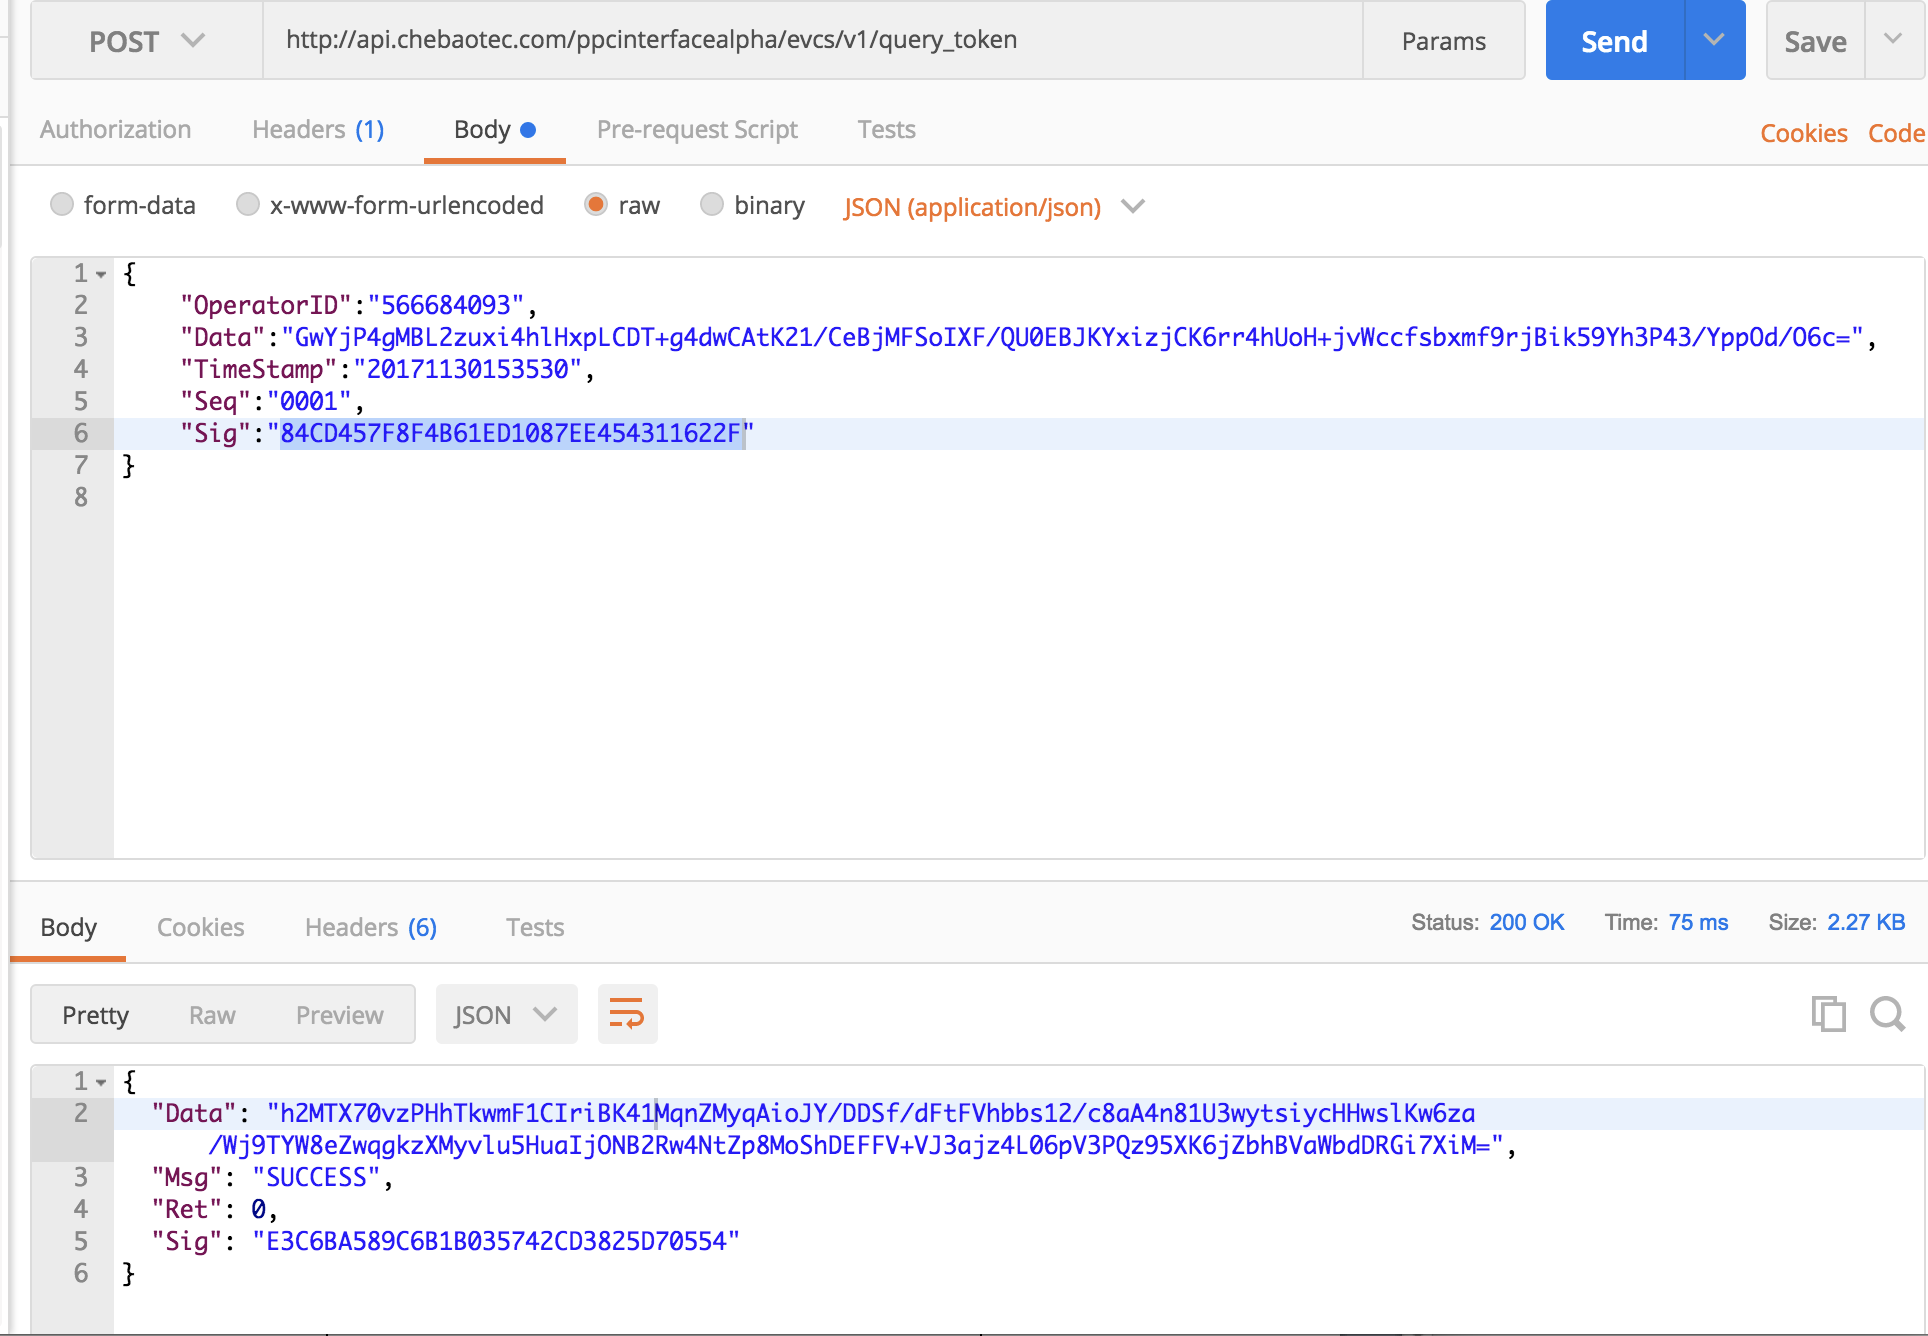 POST http://api.chebaotec.com/ppcinterfacealpha/evcs/v1/query_token Params Send Save
Authorization Headers (1) Body Pre-request Script Tests Cookies Code
form-data x-www-form-urlencoded raw binary JSON (application/json)
1 {
2 "OperatorID":"566684093",
3 "Data":"GwYjP4gMBL2zuxi4hlHxpLCDT+g4dwCAtK21/CeBjMFSoIXF/QU0EBJKYxizjCK6rr4hUoH+jvWccfsbxmf9rjBik59Yh3P43/YppOd/O6c=",
4 "TimeStamp":"20171130153530",
5 "Seq":"0001",
6 "Sig":"84CD457F8F4B61ED1087EE454311622F"
7 }
8
Body Cookies Headers (6) Tests Status: 200 OK Time: 75 ms Size: 2.27 KB
Pretty Raw Preview JSON
1 {
2 "Data": "h2MTX70vzPHhTkwmF1CIriBK41MqnZMyqAioJY/DDSf/dFtFVhbbs12/c8aA4n81U3wytsiycHHwslKw6za
/Wj9TYW8eZwqgkzXMyvlu5HuaIjONB2Rw4NtZp8MoShDEFFV+VJ3ajz4L06pV3PQz95XK6jZbhBVaWbdDRGi7XiM=",
3 "Msg": "SUCCESS",
4 "Ret": 0,
5 "Sig": "E3C6BA589C6B1B035742CD3825D70554"
6 }